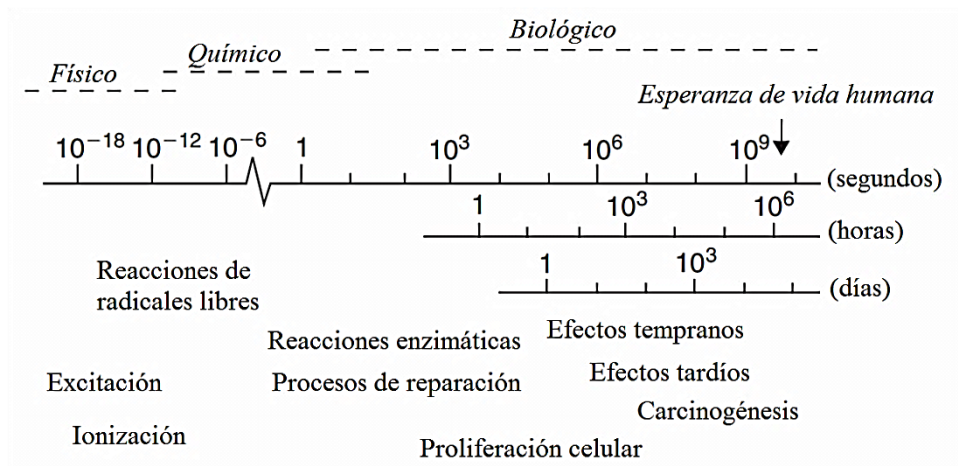 Biológico
Químico
Físico
Esperanza de vida humana
10⁻¹⁸ 10⁻¹² 10⁻⁶ 1 10³ 10⁶ 10⁹
(segundos)
1 10³ 10⁶
(horas)
1 10³
(días)
Reacciones de
radicales libres
Reacciones enzimáticas
Efectos tempranos
Excitación
Procesos de reparación
Efectos tardíos
Carcinogénesis
Ionización
Proliferación celular